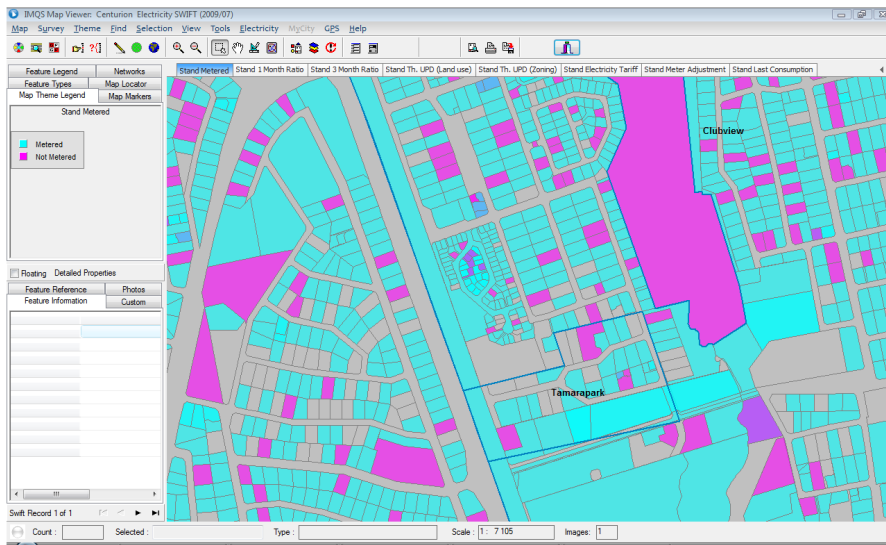 IMQS Map Viewer: Centurion Electricity SWIFT (2009/07)
Map Survey Theme Find Selection View Tools Electricity MyCity GPS Help
Feature Legend Networks
Feature Types Map Locator
Map Theme Legend Map Markers
Stand Metered Stand 1 Month Ratio Stand 3 Month Ratio Stand Th. UPD (Land use) Stand Th. UPD (Zoning) Stand Electricity Tariff Stand Meter Adjustment Stand Last Consumption
Stand Metered
Metered
Not Metered
Clubview
Tamarapark
Floating Detailed Properties
Feature Reference Photos
Feature Information Custom
Swift Record 1 of 1
Count : Selected : Type : Scale : 1 : 7 105 Images: 1